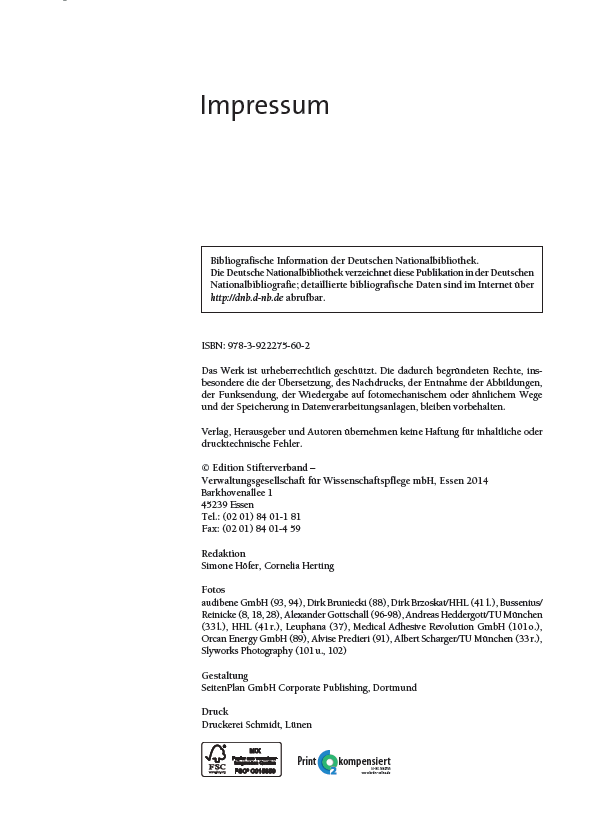 Impressum
Bibliografische Information der Deutschen Nationalbibliothek.
Die Deutsche Nationalbibliothek verzeichnet diese Publikation in der Deutschen
Nationalbibliografie; detaillierte bibliografische Daten sind im Internet über
http://dnb.d-nb.de abrufbar.
ISBN: 978-3-922275-60-2
Das Werk ist urheberrechtlich geschützt. Die dadurch begründeten Rechte, ins-
besondere die der Übersetzung, des Nachdrucks, der Entnahme der Abbildungen,
der Funksendung, der Wiedergabe auf fotomechanischem oder ähnlichem Wege
und der Speicherung in Datenverarbeitungsanlagen, bleiben vorbehalten.
Verlag, Herausgeber und Autoren übernehmen keine Haftung für inhaltliche oder
drucktechnische Fehler.
© Edition Stifterverband –
Verwaltungsgesellschaft für Wissenschaftspflege mbH, Essen 2014
Barkhovenallee 1
45239 Essen
Tel.: (02 01) 84 01-1 81
Fax: (02 01) 84 01-4 59
Redaktion
Simone Höfer, Cornelia Herting
Fotos
audibene GmbH (93, 94), Dirk Bruniecki (88), Dirk Brzoskat/HHL (41 l.), Bussenius/
Reinicke (8, 18, 28), Alexander Gottschall (96-98), Andreas Heddergott/TU München
(33 l.), HHL (41 r.), Leuphana (37), Medical Adhesive Revolution GmbH (101 o.),
Orcan Energy GmbH (89), Alvise Predieri (91), Albert Scharger/TU München (33 r.),
Slyworks Photography (101 u., 102)
Gestaltung
SeitenPlan GmbH Corporate Publishing, Dortmund
Druck
Druckerei Schmidt, Lünen
FSC
MIX
Print CO2 kompensiert